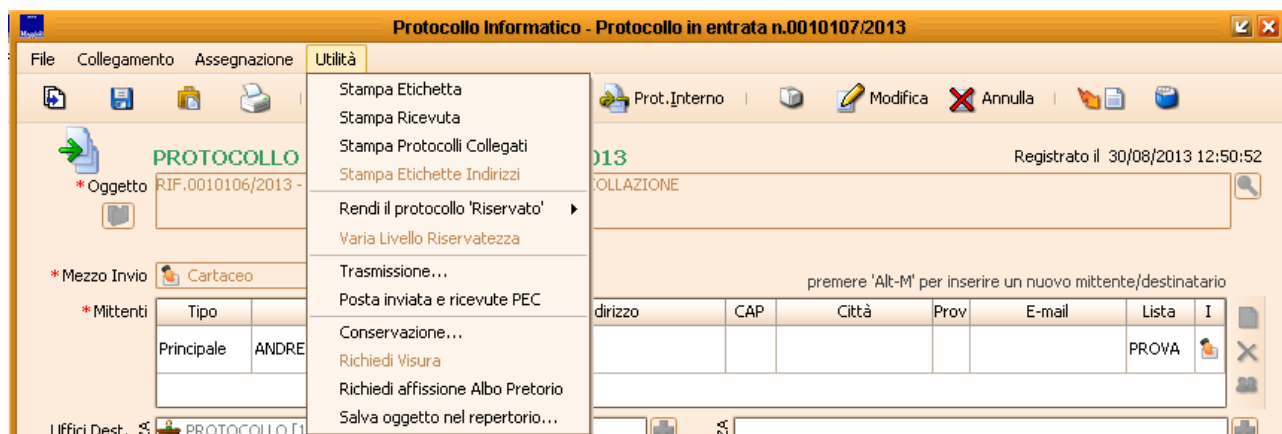 Protocollo Informatico - Protocollo in entrata n.0010107/2013
File Collegamento Assegnazione Utilità
Prot.Interno Modifica Annulla
Stampa Etichetta
Stampa Ricevuta
Stampa Protocolli Collegati
Stampa Etichette Indirizzi
Rendi il protocollo 'Riservato'
Varia Livello Riservatezza
Trasmissione...
Posta inviata e ricevute PEC
Conservazione...
Richiedi Visura
Richiedi affissione Albo Pretorio
Salva oggetto nel repertorio...
PROTOCOLLO 013 Registrato il 30/08/2013 12:50:52
*Oggetto RIF.0010106/2013 - COLLAZIONE
*Mezzo Invio Cartaceo
premere 'Alt-M' per inserire un nuovo mittente/destinatario
*Mittenti Tipo dirizzo CAP Città Prov E-mail Lista I
Principale ANDRE PROVA
Uffici Dest. PROTOCOLLO [1